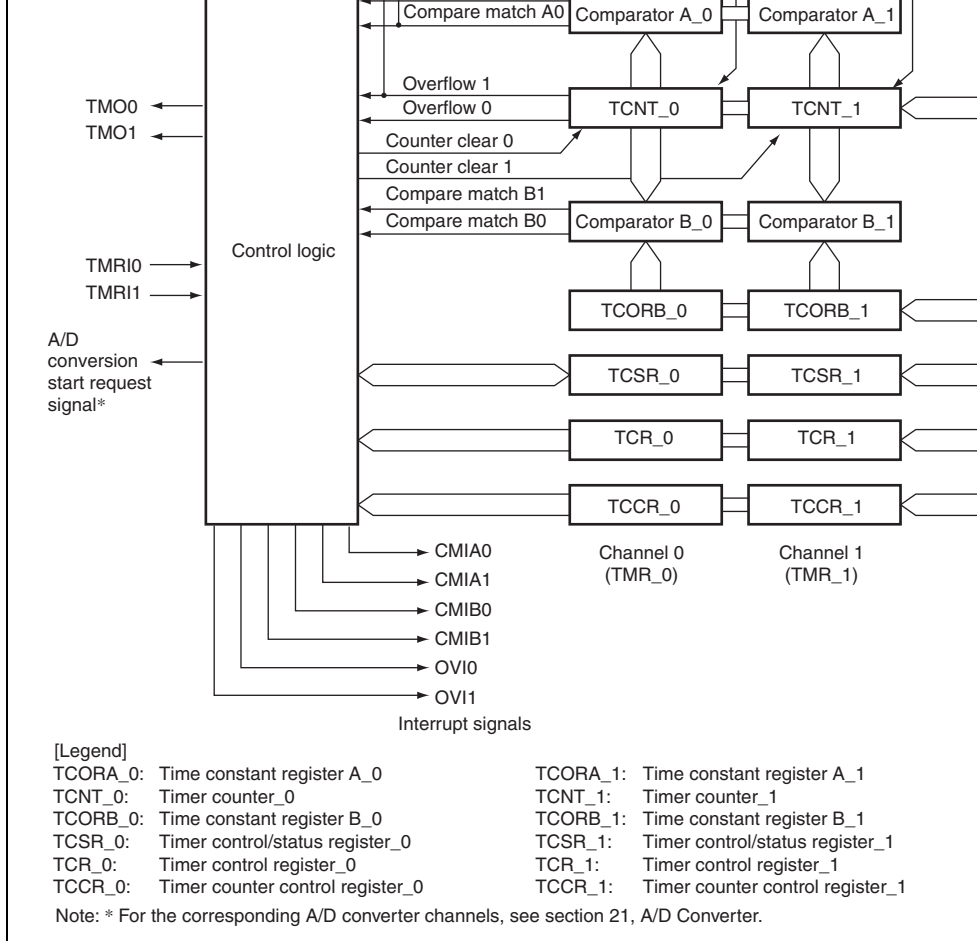 Compare match A0
Comparator A_0
Comparator A_1
Overflow 1
Overflow 0
TMO0
TMO1
TCNT_0
TCNT_1
Counter clear 0
Counter clear 1
Compare match B1
Compare match B0
Comparator B_0
Comparator B_1
Control logic
TMRI0
TMRI1
TCORB_0
TCORB_1
A/D
conversion
start request
signal*
TCSR_0
TCSR_1
TCR_0
TCR_1
TCCR_0
TCCR_1
CMIA0
CMIA1
CMIB0
CMIB1
OVI0
OVI1
Channel 0
(TMR_0)
Channel 1
(TMR_1)
Interrupt signals
[Legend]
TCORA_0: Time constant register A_0
TCORA_1: Time constant register A_1
TCNT_0: Timer counter_0
TCNT_1: Timer counter_1
TCORB_0: Time constant register B_0
TCORB_1: Time constant register B_1
TCSR_0: Timer control/status register_0
TCSR_1: Timer control/status register_1
TCR_0: Timer control register_0
TCR_1: Timer control register_1
TCCR_0: Timer counter control register_0
TCCR_1: Timer counter control register_1
Note: * For the corresponding A/D converter channels, see section 21, A/D Converter.